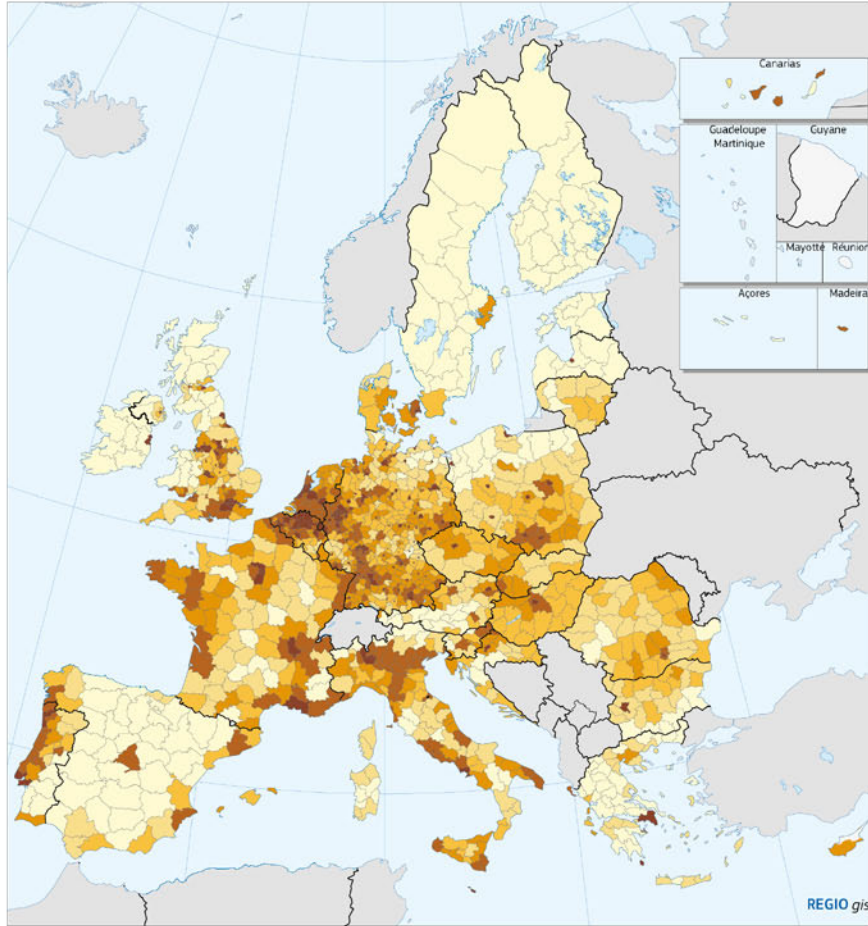 Canarias
Guadeloupe
Martinique
Guyane
Mayotte
Réunion
Açores
Madeira
REGIO gis